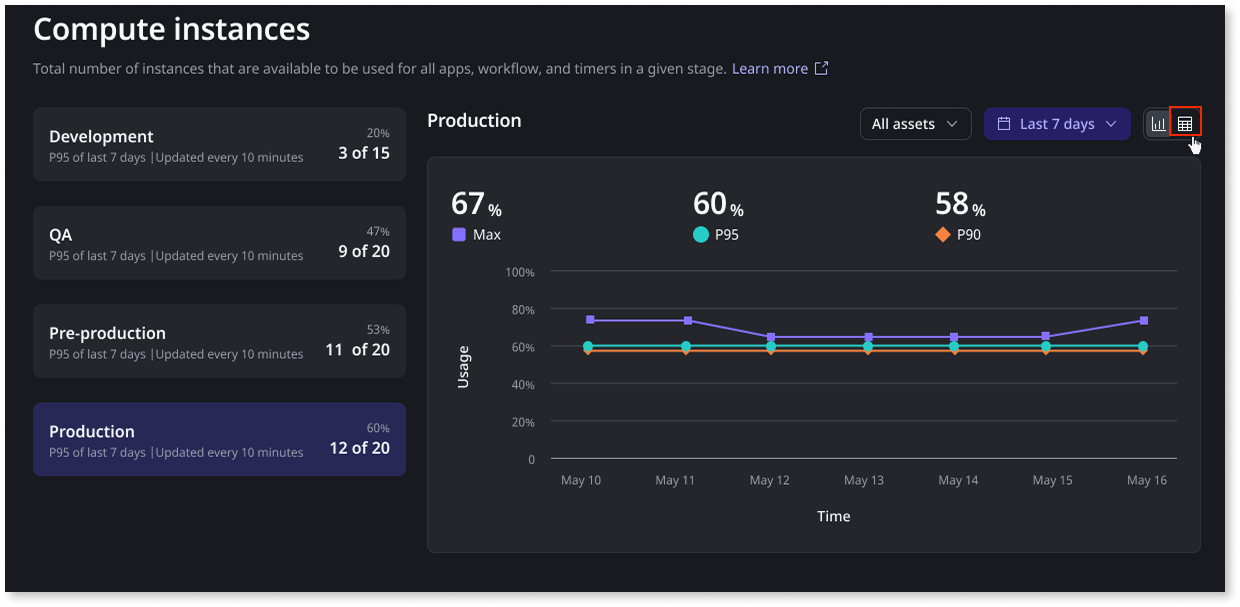 Compute instances
Total number of instances that are available to be used for all apps, workflow, and timers in a given stage. Learn more
Development
20%
P95 of last 7 days | Updated every 10 minutes
3 of 15
QA
47%
P95 of last 7 days | Updated every 10 minutes
9 of 20
Pre-production
53%
P95 of last 7 days | Updated every 10 minutes
11 of 20
Production
60%
P95 of last 7 days | Updated every 10 minutes
12 of 20
Production
All assets
Last 7 days
67 %
Max
60 %
P95
58 %
P90
100%
80%
60%
40%
20%
0
Usage
May 10 May 11 May 12 May 13 May 14 May 15 May 16
Time